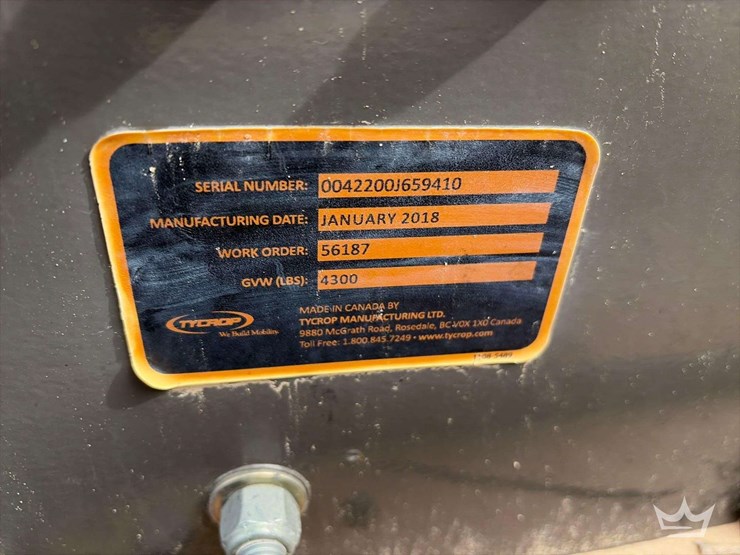 SERIAL NUMBER: 0042200J659410
MANUFACTURING DATE: JANUARY 2018
WORK ORDER: 56187
GVW (LBS): 4300
TYCROP
We Build Mobility.
MADE IN CANADA BY
TYCROP MANUFACTURING LTD.
9880 McGrath Road, Rosedale, BC V0X 1X0 Canada
Toll Free: 1.800.845.7249 • www.tycrop.com